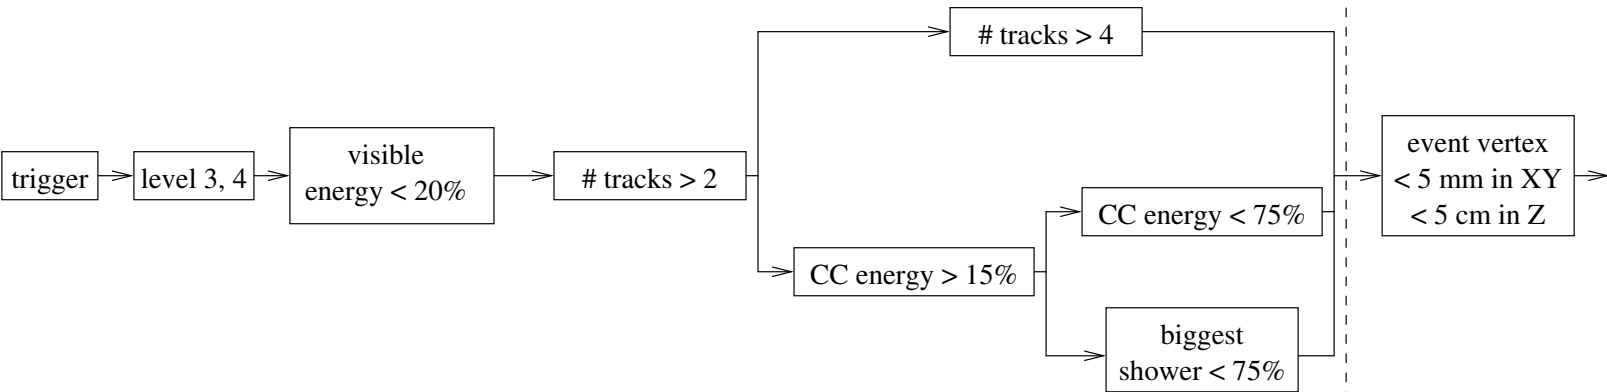 trigger
level 3, 4
visible
energy < 20%
# tracks > 2
# tracks > 4
CC energy > 15%
CC energy < 75%
biggest
shower < 75%
event vertex
< 5 mm in XY
< 5 cm in Z